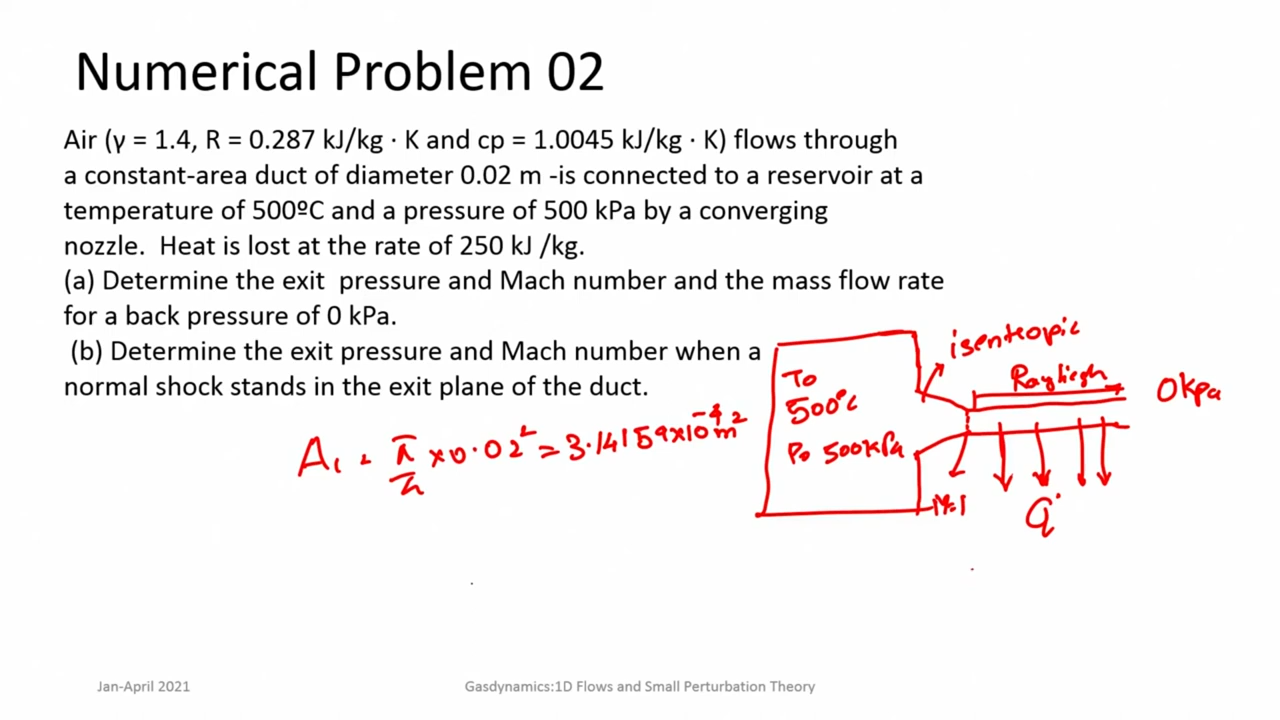 Numerical Problem 02
Air (γ = 1.4, R = 0.287 kJ/kg · K and cp = 1.0045 kJ/kg · K) flows through
a constant-area duct of diameter 0.02 m -is connected to a reservoir at a
temperature of 500ºC and a pressure of 500 kPa by a converging
nozzle. Heat is lost at the rate of 250 kJ /kg.
(a) Determine the exit pressure and Mach number and the mass flow rate
for a back pressure of 0 kPa.
(b) Determine the exit pressure and Mach number when a
normal shock stands in the exit plane of the duct.
isentropic
Rayliegh
0kpa
To
500°C
Po 500kPa
A₁ = π/4 × 0.02² = 3.14159×10⁻⁴ m²
M=1
Q̇
Jan-April 2021
Gasdynamics:1D Flows and Small Perturbation Theory